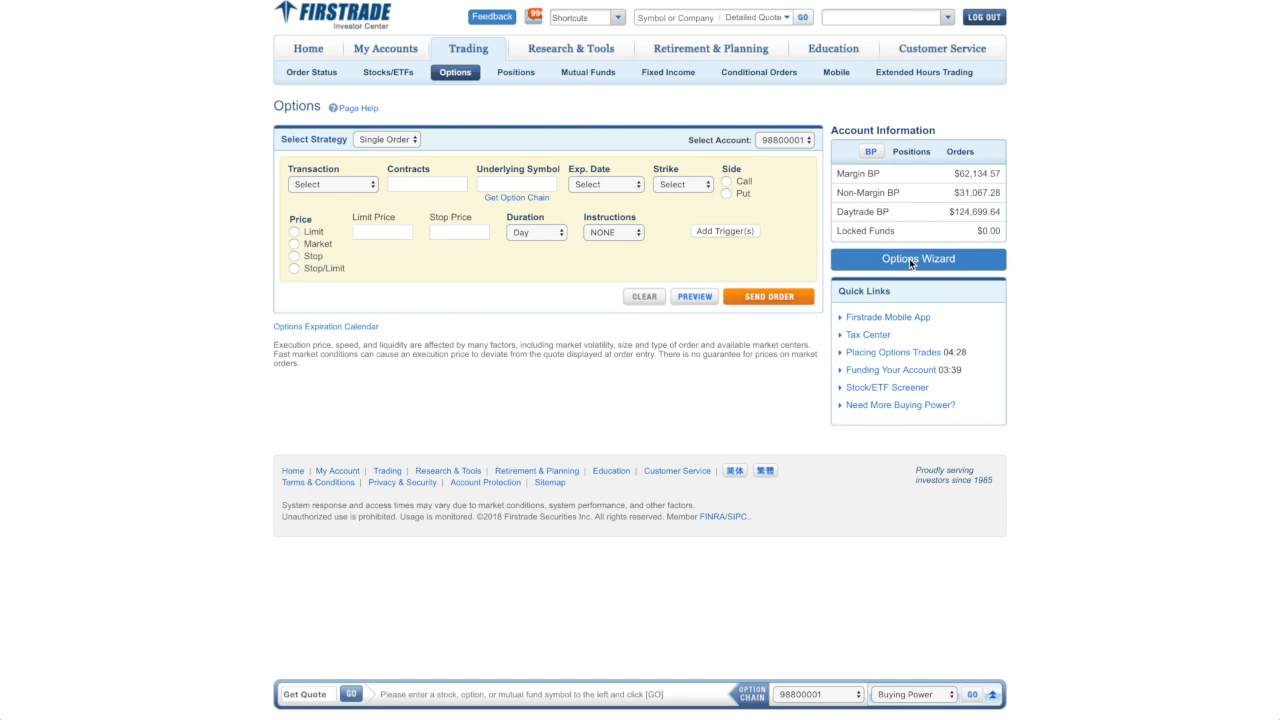 FIRSTRADE
Investor Center
Feedback
99
Shortcuts
Symbol or Company
Detailed Quote
GO
LOG OUT
Home
My Accounts
Trading
Research & Tools
Retirement & Planning
Education
Customer Service
Order Status
Stocks/ETFs
Options
Positions
Mutual Funds
Fixed Income
Conditional Orders
Mobile
Extended Hours Trading
Options
? Page Help
Select Strategy
Single Order
Select Account:
98800001
Transaction
Contracts
Underlying Symbol
Exp. Date
Strike
Side
Select
Select
Select
Call
Put
Get Option Chain
Price
Limit Price
Stop Price
Duration
Instructions
Limit
Market
Stop
Stop/Limit
Day
NONE
Add Trigger(s)
CLEAR
PREVIEW
SEND ORDER
Options Expiration Calendar
Execution price, speed, and liquidity are affected by many factors, including market volatility, size and type of order and available market centers.
Fast market conditions can cause an execution price to deviate from the quote displayed at order entry. There is no guarantee for prices on market
orders.
Account Information
BP
Positions
Orders
Margin BP $62,134.57
Non-Margin BP $31,067.28
Daytrade BP $124,699.64
Locked Funds $0.00
Options Wizard
Quick Links
Firstrade Mobile App
Tax Center
Placing Options Trades 04:28
Funding Your Account 03:39
Stock/ETF Screener
Need More Buying Power?
Home | My Account | Trading | Research & Tools | Retirement & Planning | Education | Customer Service | 简体 繁體
Terms & Conditions | Privacy & Security | Account Protection | Sitemap
Proudly serving
investors since 1985
System response and access times may vary due to market conditions, system performance, and other factors.
Unauthorized use is prohibited. Usage is monitored. ©2018 Firstrade Securities Inc. All rights reserved. Member FINRA/SIPC..
Get Quote
GO
Please enter a stock, option, or mutual fund symbol to the left and click [GO]
OPTION
CHAIN
98800001
Buying Power
GO